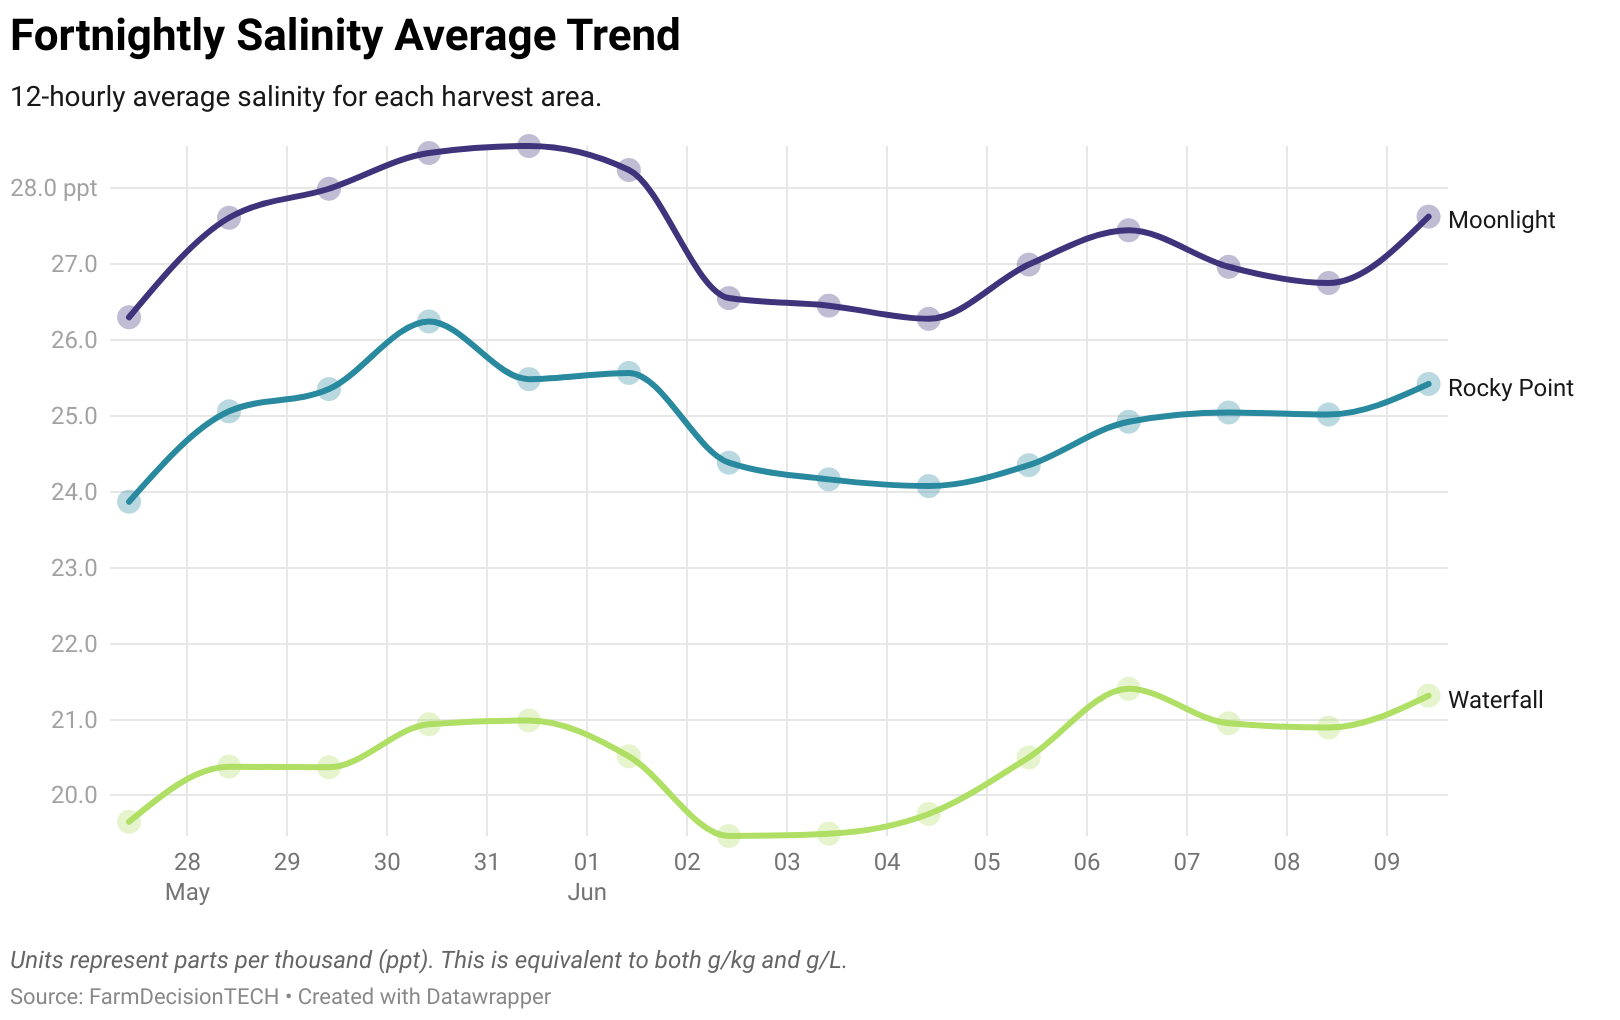 Fortnightly Salinity Average Trend
12-hourly average salinity for each harvest area.
28.0 ppt
Moonlight
27.0
26.0
Rocky Point
25.0
24.0
23.0
22.0
Waterfall
21.0
20.0
28 29 30 31 01 02 03 04 05 06 07 08 09
May Jun
Units represent parts per thousand (ppt). This is equivalent to both g/kg and g/L.
Source: FarmDecisionTECH • Created with Datawrapper